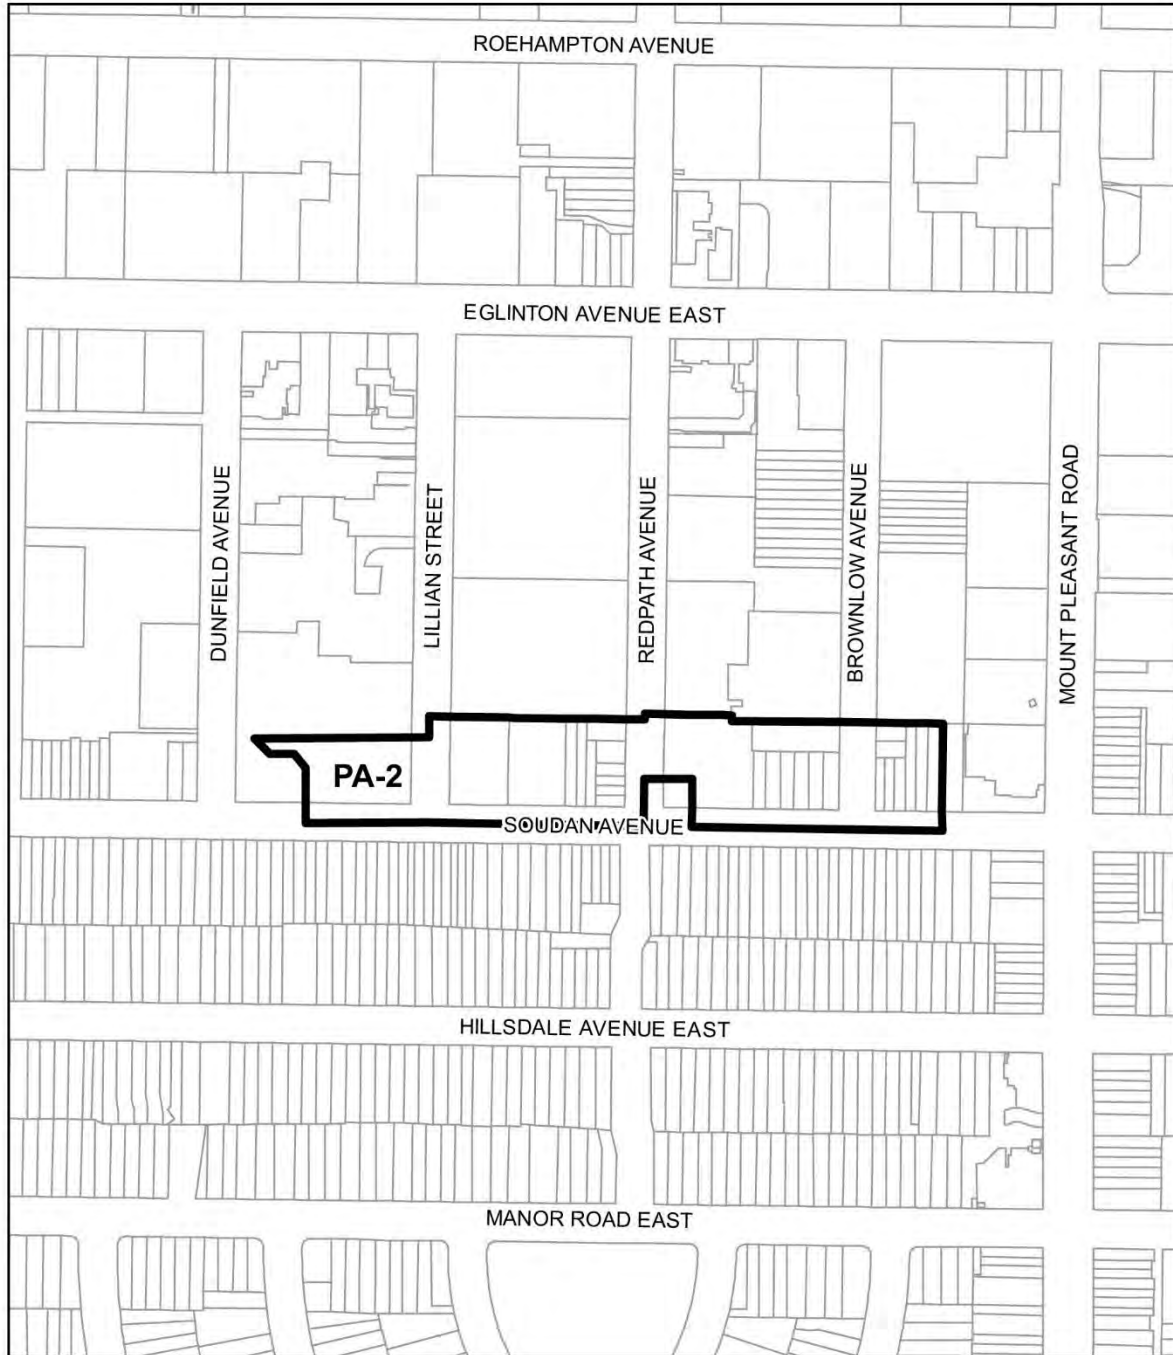 ROEHAMPTON AVENUE
EGLINTON AVENUE EAST
DUNFIELD AVENUE
LILLIAN STREET
REDPATH AVENUE
BROWNLOW AVENUE
MOUNT PLEASANT ROAD
PA-2
SOUDAN AVENUE
HILLSDALE AVENUE EAST
MANOR ROAD EAST